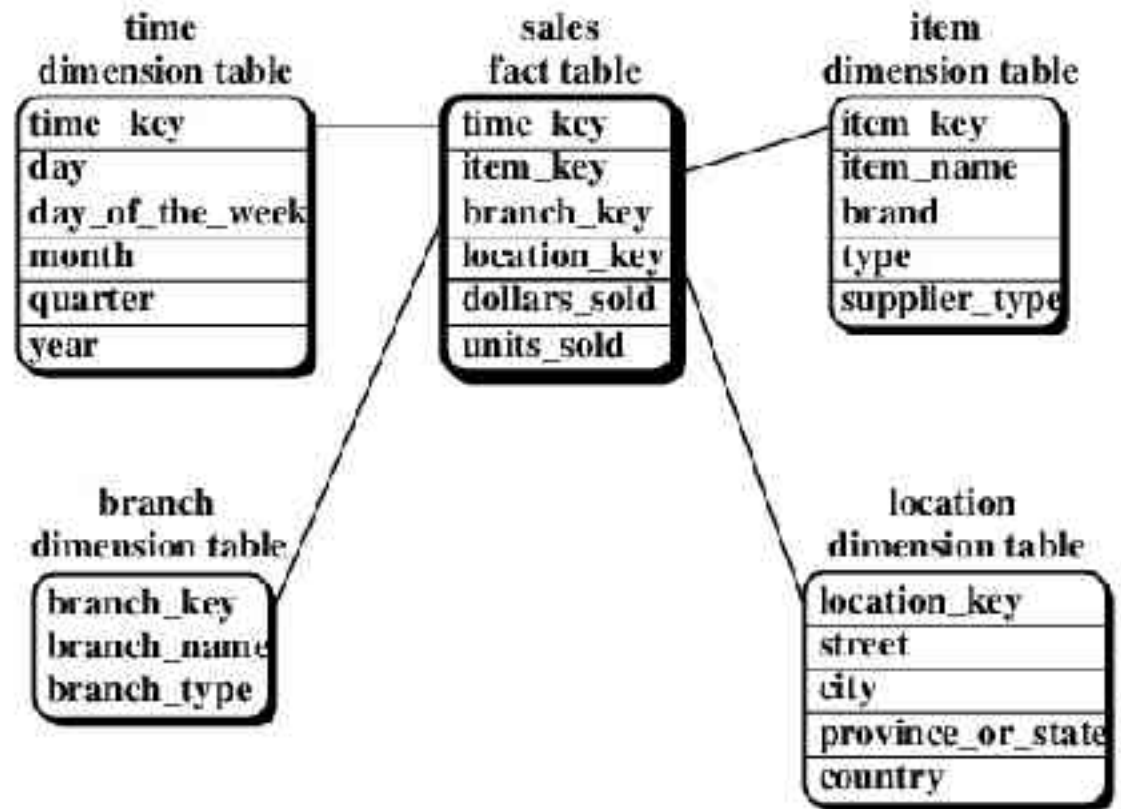 time
dimension table
time_key
day
day_of_the_week
month
quarter
year
sales
fact table
time_key
item_key
branch_key
location_key
dollars_sold
units_sold
item
dimension table
item_key
item_name
brand
type
supplier_type
branch
dimension table
branch_key
branch_name
branch_type
location
dimension table
location_key
street
city
province_or_state
country